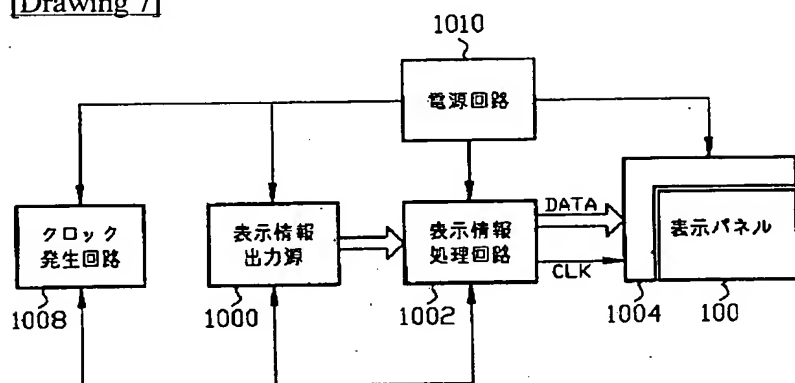 [Drawing 7]
1010
電源回路
クロック
発生回路
1008
表示情報
出力源
1000
表示情報
処理回路
1002
DATA
CLK
表示パネル
1004
100